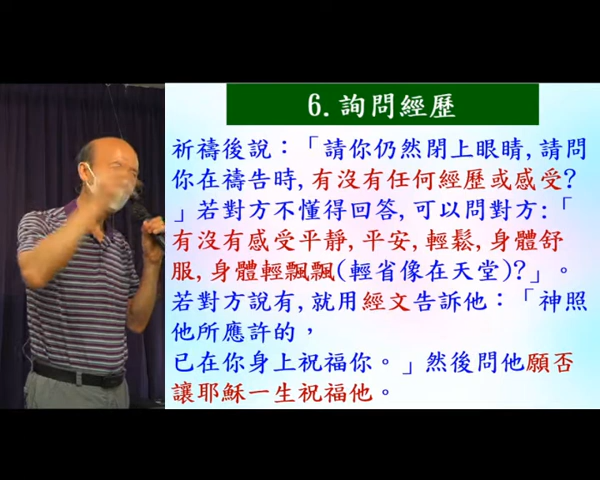 6.詢問經歷
祈禱後說：「請你仍然閉上眼睛,請問
你在禱告時,有沒有任何經歷或感受?
」若對方不懂得回答,可以問對方:「
有沒有感受平靜,平安,輕鬆,身體舒
服,身體輕飄飄(輕省像在天堂)?」。
若對方說有,就用經文告訴他：「神照
他所應許的，
已在你身上祝福你。」然後問他願否
讓耶穌一生祝福他。